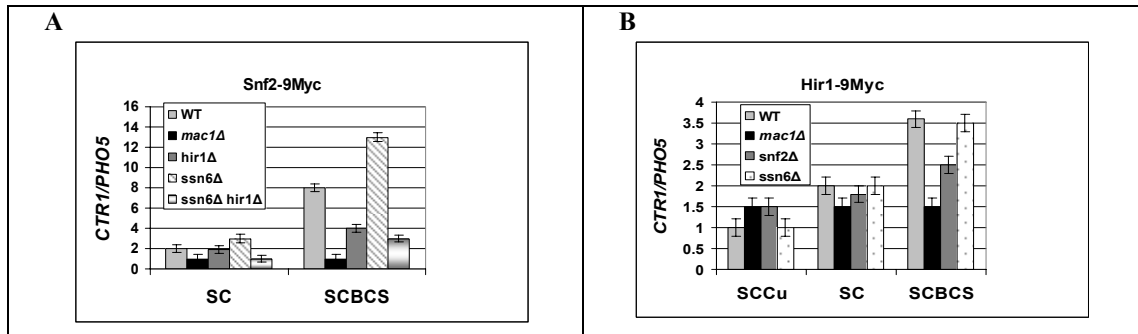 A
Snf2-9Myc
CTR1/PHO5
16
14
12
10
8
6
4
2
0
WT
mac1Δ
hir1Δ
ssn6Δ
ssn6Δ hir1Δ
SC
SCBCS
B
Hir1-9Myc
CTR1/PHO5
4
3.5
3
2.5
2
1.5
1
0.5
0
WT
mac1Δ
snf2Δ
ssn6Δ
SCCu
SC
SCBCS